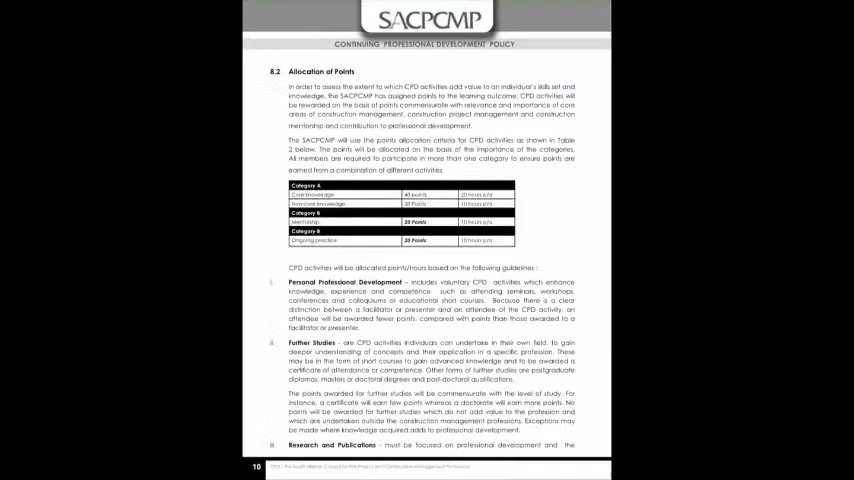 SACPCMP
CONTINUING PROFESSIONAL DEVELOPMENT POLICY
8.2 Allocation of Points
In order to assess the extent to which CPD activities add value to an individual's skills set and
knowledge, the SACPCMP has assigned points to the learning outcome. CPD activities will
be rewarded on the basis of points commensurate with relevance and importance of core
areas of construction management, construction project management and construction
mentorship and contribution to professional development.
The SACPCMP will use the points allocation criteria for CPD activities as shown in Table
2 below. The points will be allocated on the basis of the importance of the categories.
All members are required to participate in more than one category to ensure points are
earned from a combination of different activities
Category A
Core knowledge 40 points 20 hours p/a
Non-core knowledge 20 Points 10 hours p/a
Category B
Mentorship 20 Points 10 hours p/a
Category B
Ongoing practice 20 Points 10 hours p/a
CPD activities will be allocated points/hours based on the following guidelines :
i. Personal Professional Development – includes voluntary CPD activities which enhance
knowledge, experience and competence such as attending seminars, workshops,
conferences and colloquiums or educational short courses. Because there is a clear
distinction between a facilitator or presenter and an attendee of the CPD activity, an
attendee will be awarded fewer points, compared with points than those awarded to a
facilitator or presenter.
ii Further Studies - are CPD activities individuals can undertake in their own field, to gain
deeper understanding of concepts and their application in a specific profession. These
may be in the form of short courses to gain advanced knowledge and to be awarded a
certificate of attendance or competence. Other forms of further studies are postgraduate
diplomas, masters or doctoral degrees and post-doctoral qualifications.
The points awarded for further studies will be commensurate with the level of study. For
instance, a certificate will earn few points whereas a doctorate will earn more points. No
points will be awarded for further studies which do not add value to the profession and
which are undertaken outside the construction management professions. Exceptions may
be made where knowledge acquired adds to professional development.
iii Research and Publications - must be focused on professional development and the
10 CPD - The South African Council for the Project and Construction Management Professions